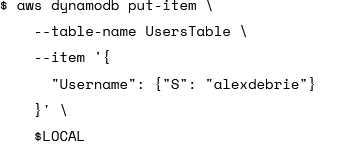 $ aws dynamodb put-item \
    --table-name UsersTable \
    --item '{
      "Username": {"S": "alexdebrie"}
    }' \
    $LOCAL